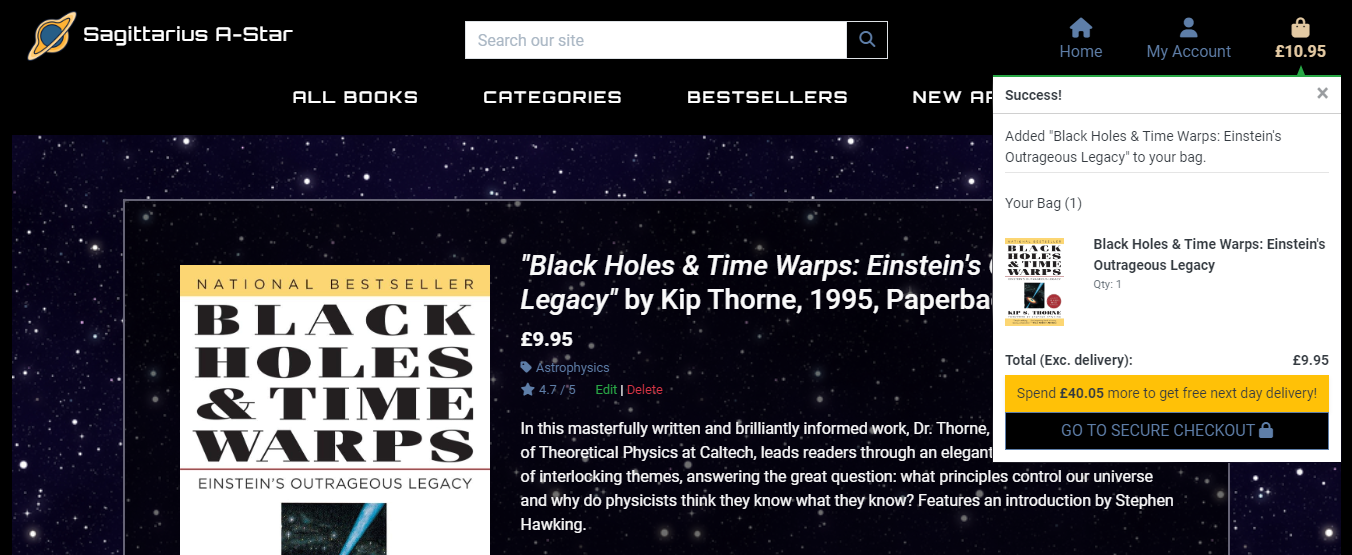 Sagittarius A-Star
Search our site
Home
My Account
£10.95
ALL BOOKS
CATEGORIES
BESTSELLERS
NEW
Success!
×
Added "Black Holes & Time Warps: Einstein's
Outrageous Legacy" to your bag.
Your Bag (1)
BLACK
HOLES
& TIME
WARPS
KIP S. THORNE
Black Holes & Time Warps: Einstein's
Outrageous Legacy
Qty: 1
Total (Exc. delivery):
£9.95
Spend £40.05 more to get free next day delivery!
GO TO SECURE CHECKOUT
NATIONAL BESTSELLER
BLACK
HOLES
& TIME
WARPS
EINSTEIN'S OUTRAGEOUS LEGACY
"Black Holes & Time Warps: Einstein's
Legacy" by Kip Thorne, 1995,
£9.95
Astrophysics
4.7 / 5
Edit | Delete
In this masterfully written and brilliantly informed work, Dr. Thorne,
of Theoretical Physics at Caltech, leads readers through an elegant
of interlocking themes, answering the great question: what principles control our universe
and why do physicists think they know what they know? Features an introduction by Stephen
Hawking.